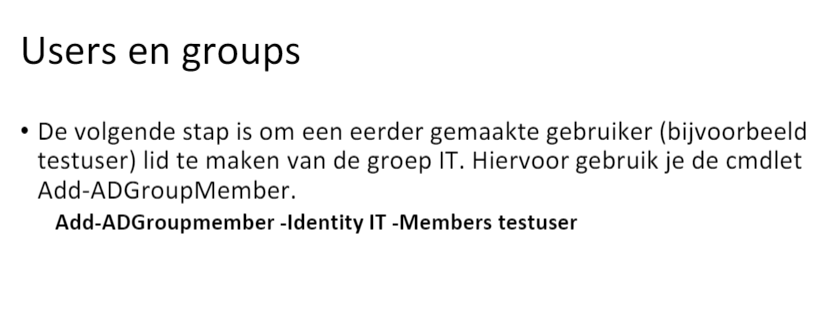 Users en groups
• De volgende stap is om een eerder gemaakte gebruiker (bijvoorbeeld
testuser) lid te maken van de groep IT. Hiervoor gebruik je de cmdlet
Add-ADGroupMember.
Add-ADGroupmember -Identity IT -Members testuser